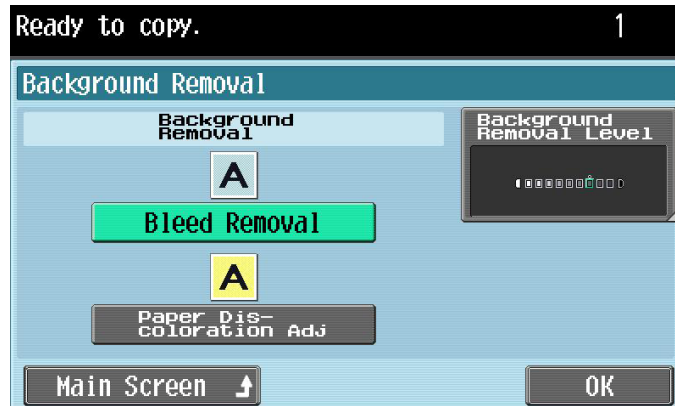 Ready to copy. 1
Background Removal
Background
Removal
Background
Removal Level
A
Bleed Removal
A
Paper Dis-
coloration Adj
Main Screen
OK